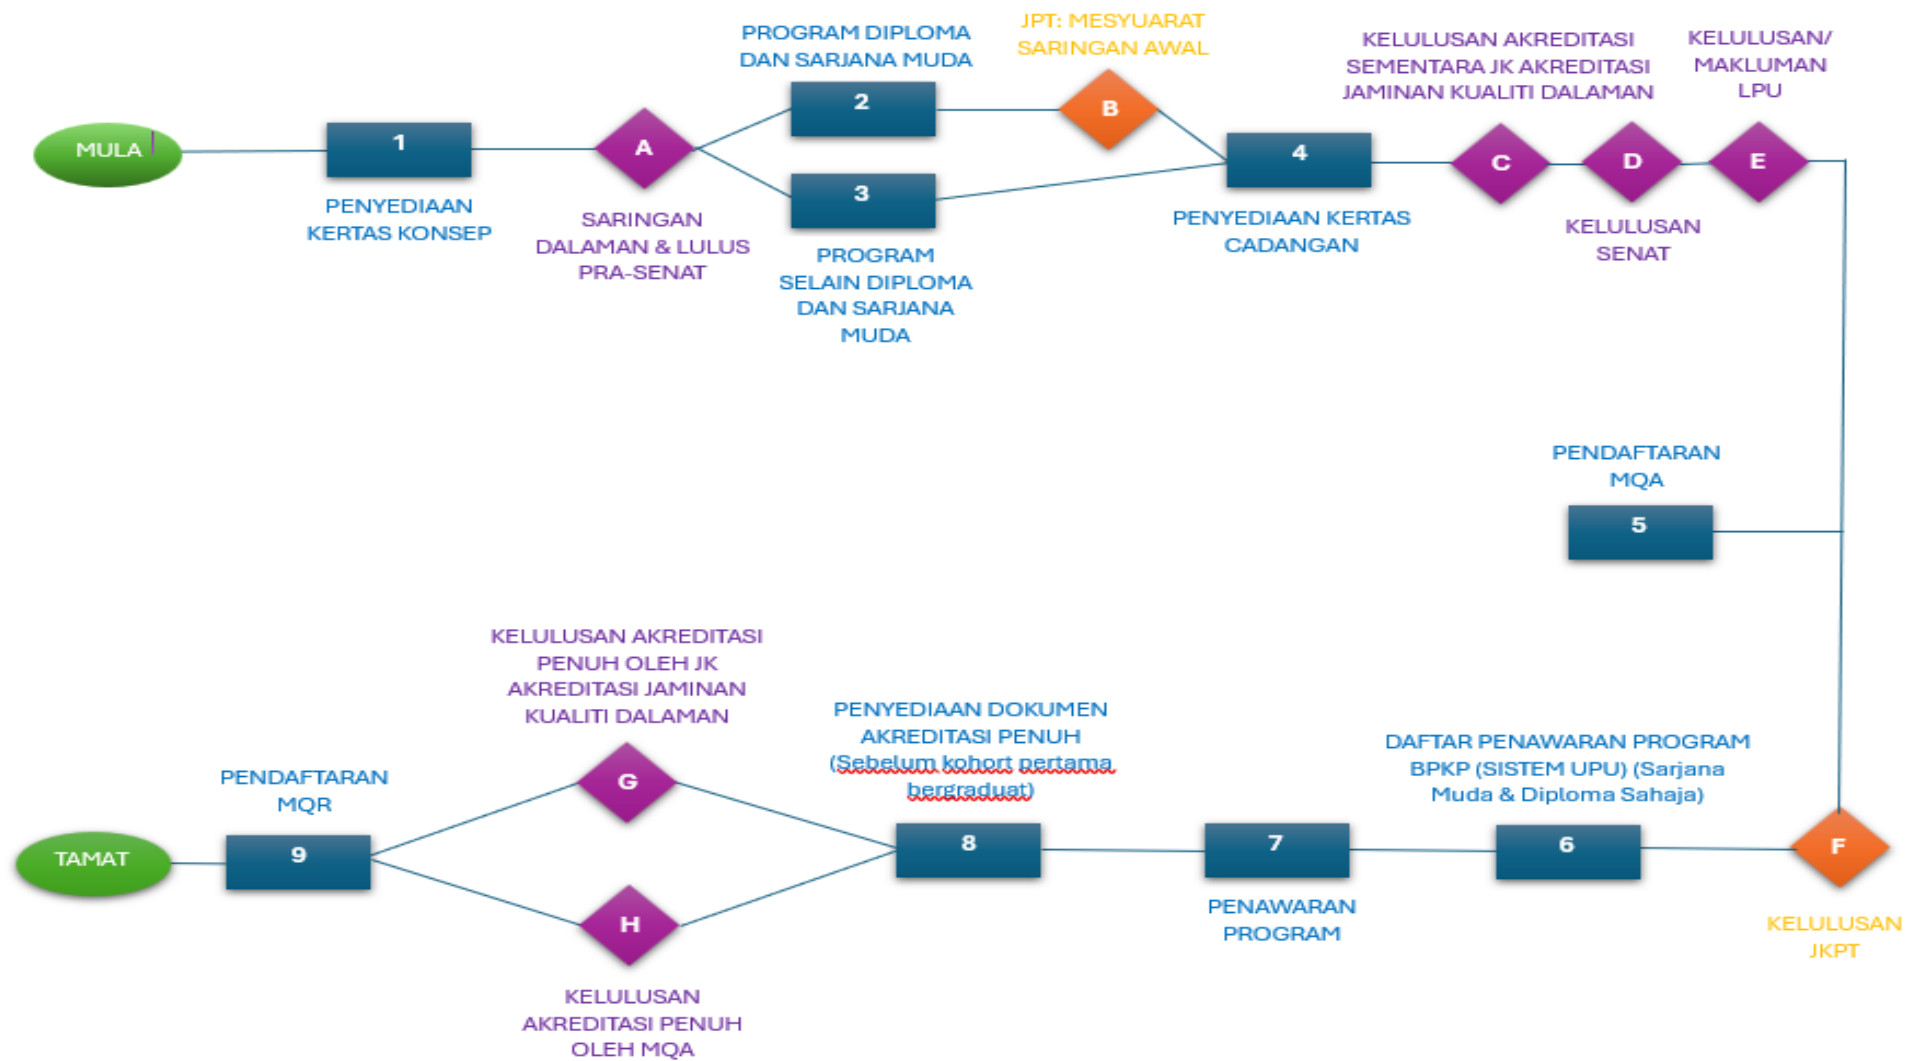 PROGRAM DIPLOMA
DAN SARJANA MUDA
JPT: MESYUARAT
SARINGAN AWAL
KELULUSAN AKREDITASI
SEMENTARA JK AKREDITASI
JAMINAN KUALITI DALAMAN
KELULUSAN/
MAKLUMAN
LPU
MULA
1
A
2
B
3
4
C
D
E
PENYEDIAAN
KERTAS KONSEP
SARINGAN
DALAMAN & LULUS
PRA-SENAT
PROGRAM
SELAIN DIPLOMA
DAN SARJANA
MUDA
PENYEDIAAN KERTAS
CADANGAN
KELULUSAN
SENAT
PENDAFTARAN
MQA
5
KELULUSAN AKREDITASI
PENUH OLEH JK
AKREDITASI JAMINAN
KUALITI DALAMAN
PENYEDIAAN DOKUMEN
AKREDITASI PENUH
(Sebelum kohort pertama
bergraduat)
DAFTAR PENAWARAN PROGRAM
BPKP (SISTEM UPU) (Sarjana
Muda & Diploma Sahaja)
PENDAFTARAN
MQR
TAMAT
9
G
H
8
7
6
F
PENAWARAN
PROGRAM
KELULUSAN
JKPT
KELULUSAN
AKREDITASI PENUH
OLEH MQA